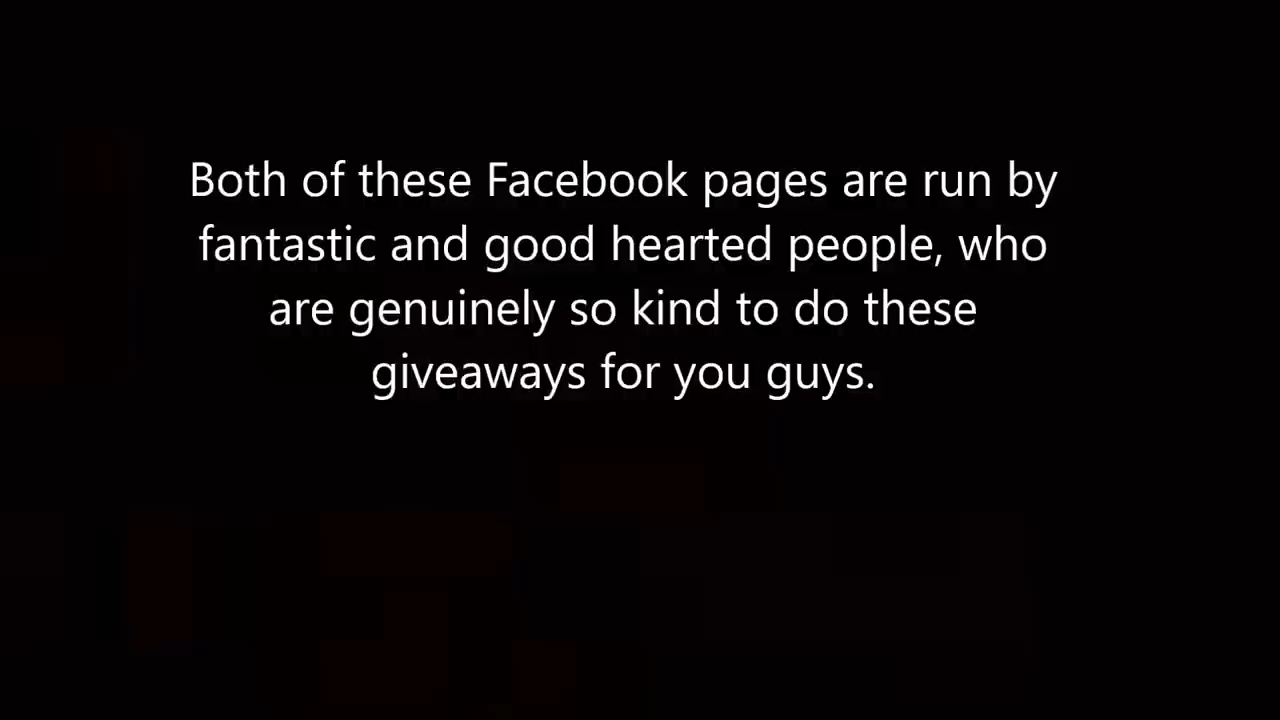 Both of these Facebook pages are run by
fantastic and good hearted people, who
are genuinely so kind to do these
giveaways for you guys.